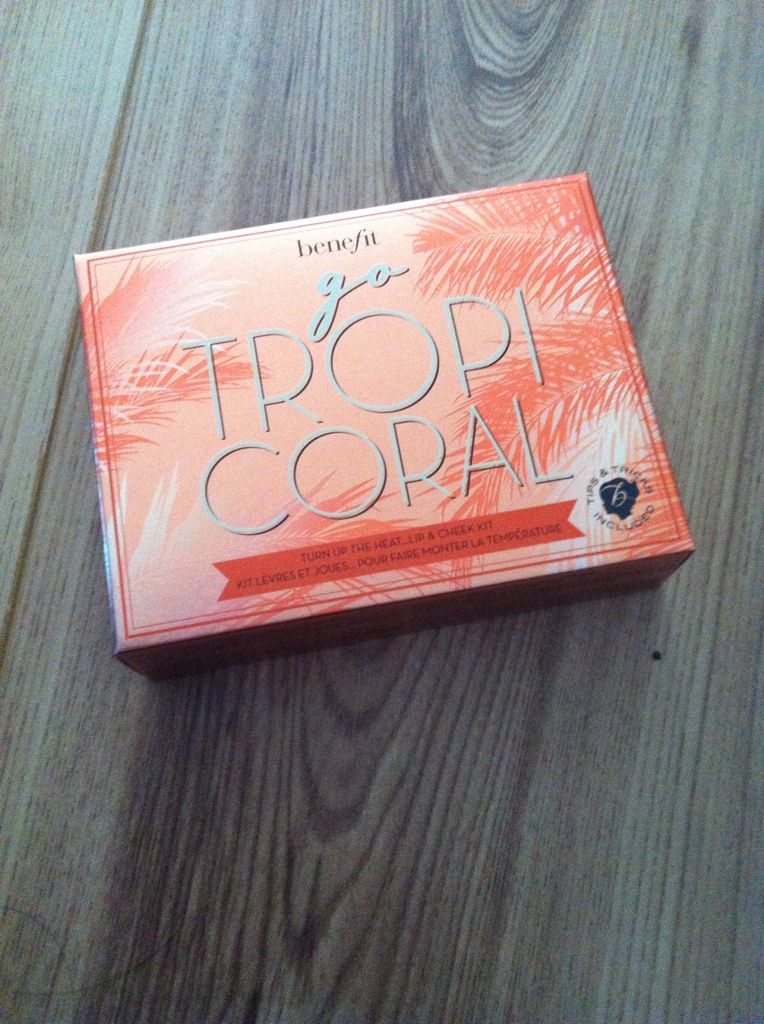 benefit
go
TROPI
CORAL
TURN UP THE HEAT...LIP & CHEEK KIT
KIT LÈVRES ET JOUES... POUR FAIRE MONTER LA TEMPÉRATURE
TIPS & TRICKS
b
INCLUDED